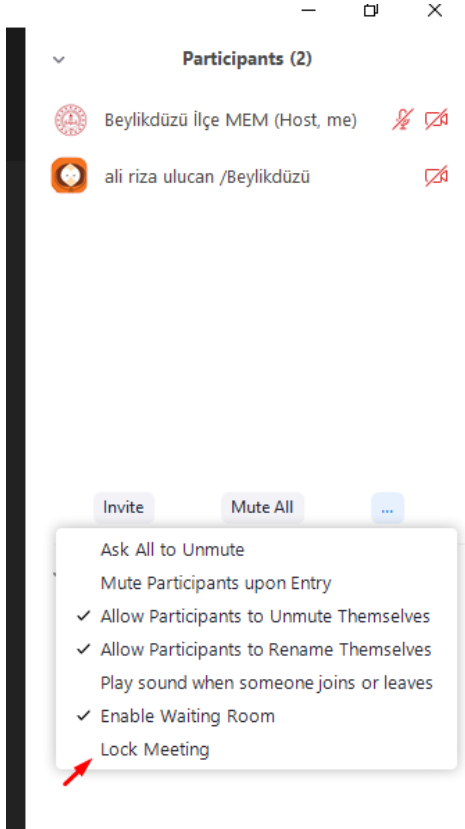 Participants (2)
Beylikdüzü İlçe MEM (Host, me)
ali riza ulucan /Beylikdüzü
Invite Mute All ...
Ask All to Unmute
Mute Participants upon Entry
Allow Participants to Unmute Themselves
Allow Participants to Rename Themselves
Play sound when someone joins or leaves
Enable Waiting Room
Lock Meeting